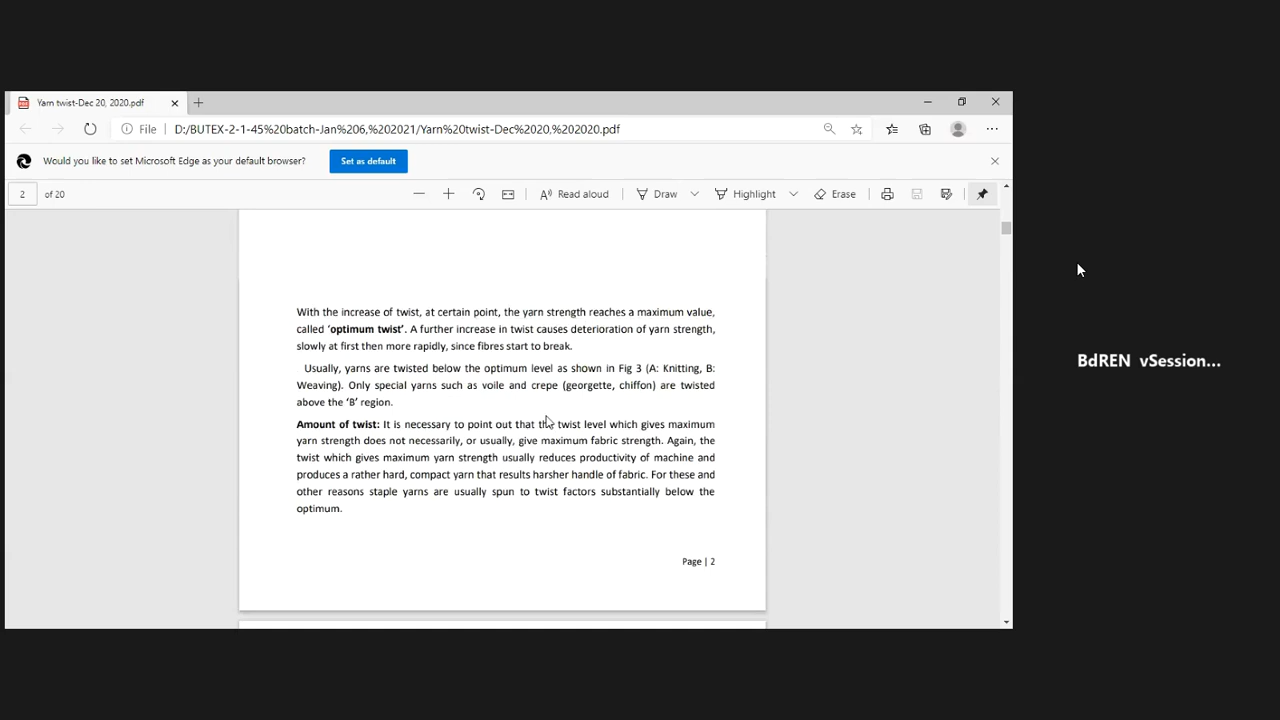 Yarn twist-Dec 20, 2020.pdf
File D:/BUTEX-2-1-45%20batch-Jan%206,%202021/Yarn%20twist-Dec%2020,%202020.pdf
Would you like to set Microsoft Edge as your default browser? Set as default
2 of 20 Read aloud Draw Highlight Erase
With the increase of twist, at certain point, the yarn strength reaches a maximum value,
called ‘optimum twist’. A further increase in twist causes deterioration of yarn strength,
slowly at first then more rapidly, since fibres start to break.
Usually, yarns are twisted below the optimum level as shown in Fig 3 (A: Knitting, B:
Weaving). Only special yarns such as voile and crepe (georgette, chiffon) are twisted
above the ‘B’ region.
Amount of twist: It is necessary to point out that the twist level which gives maximum
yarn strength does not necessarily, or usually, give maximum fabric strength. Again, the
twist which gives maximum yarn strength usually reduces productivity of machine and
produces a rather hard, compact yarn that results harsher handle of fabric. For these and
other reasons staple yarns are usually spun to twist factors substantially below the
optimum.
Page | 2
BdREN vSession...